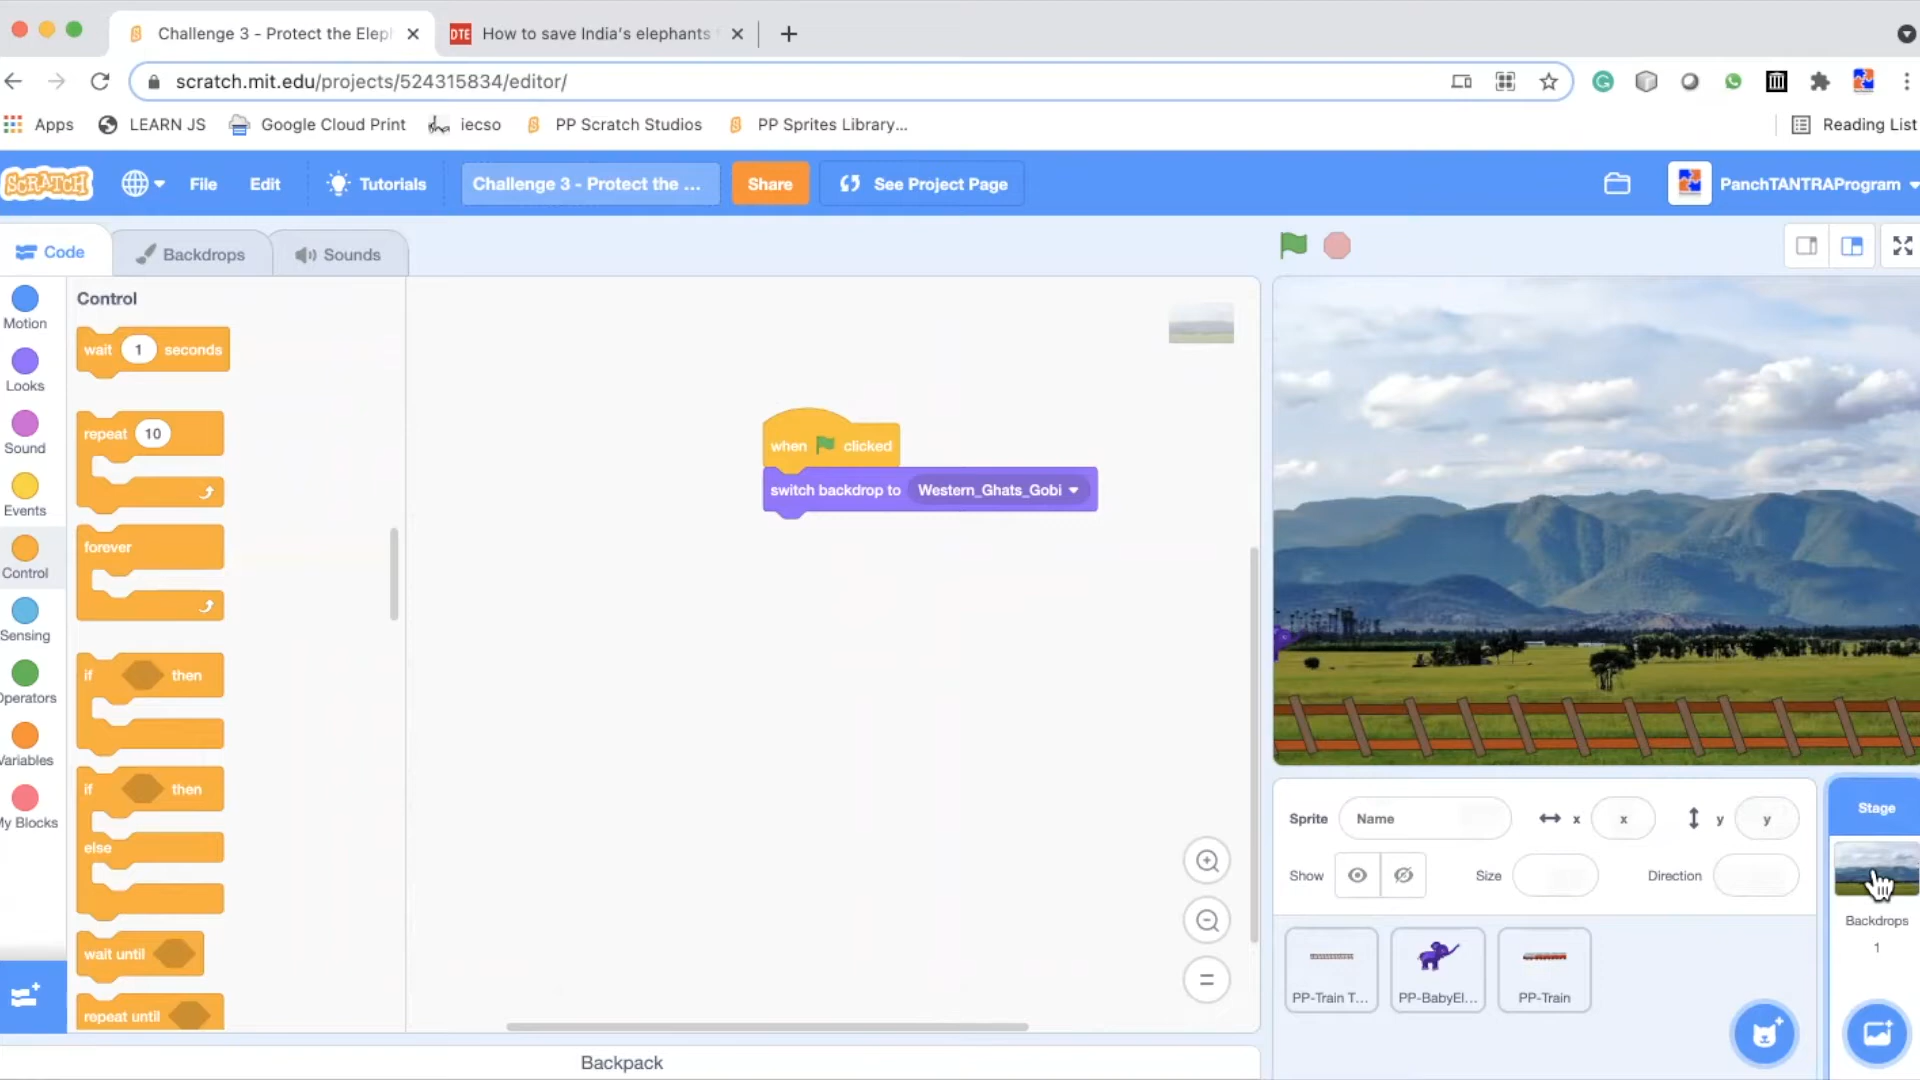 Challenge 3 - Protect the Elep
DTE How to save India's elephants
scratch.mit.edu/projects/524315834/editor/
Apps LEARN JS Google Cloud Print iecso PP Scratch Studios PP Sprites Library... Reading List
SCRATCH File Edit Tutorials Challenge 3 - Protect the ... Share See Project Page PanchTANTRAProgram
Code Backdrops Sounds
Motion
Looks
Sound
Events
Control
Sensing
Operators
Variables
My Blocks
Control
wait 1 seconds
repeat 10
forever
if then
if then
else
wait until
repeat until
when clicked
switch backdrop to Western_Ghats_Gobi
Sprite Name x x y y
Show Size Direction
PP-Train T... PP-BabyEl... PP-Train
Stage
Backdrops
1
Backpack